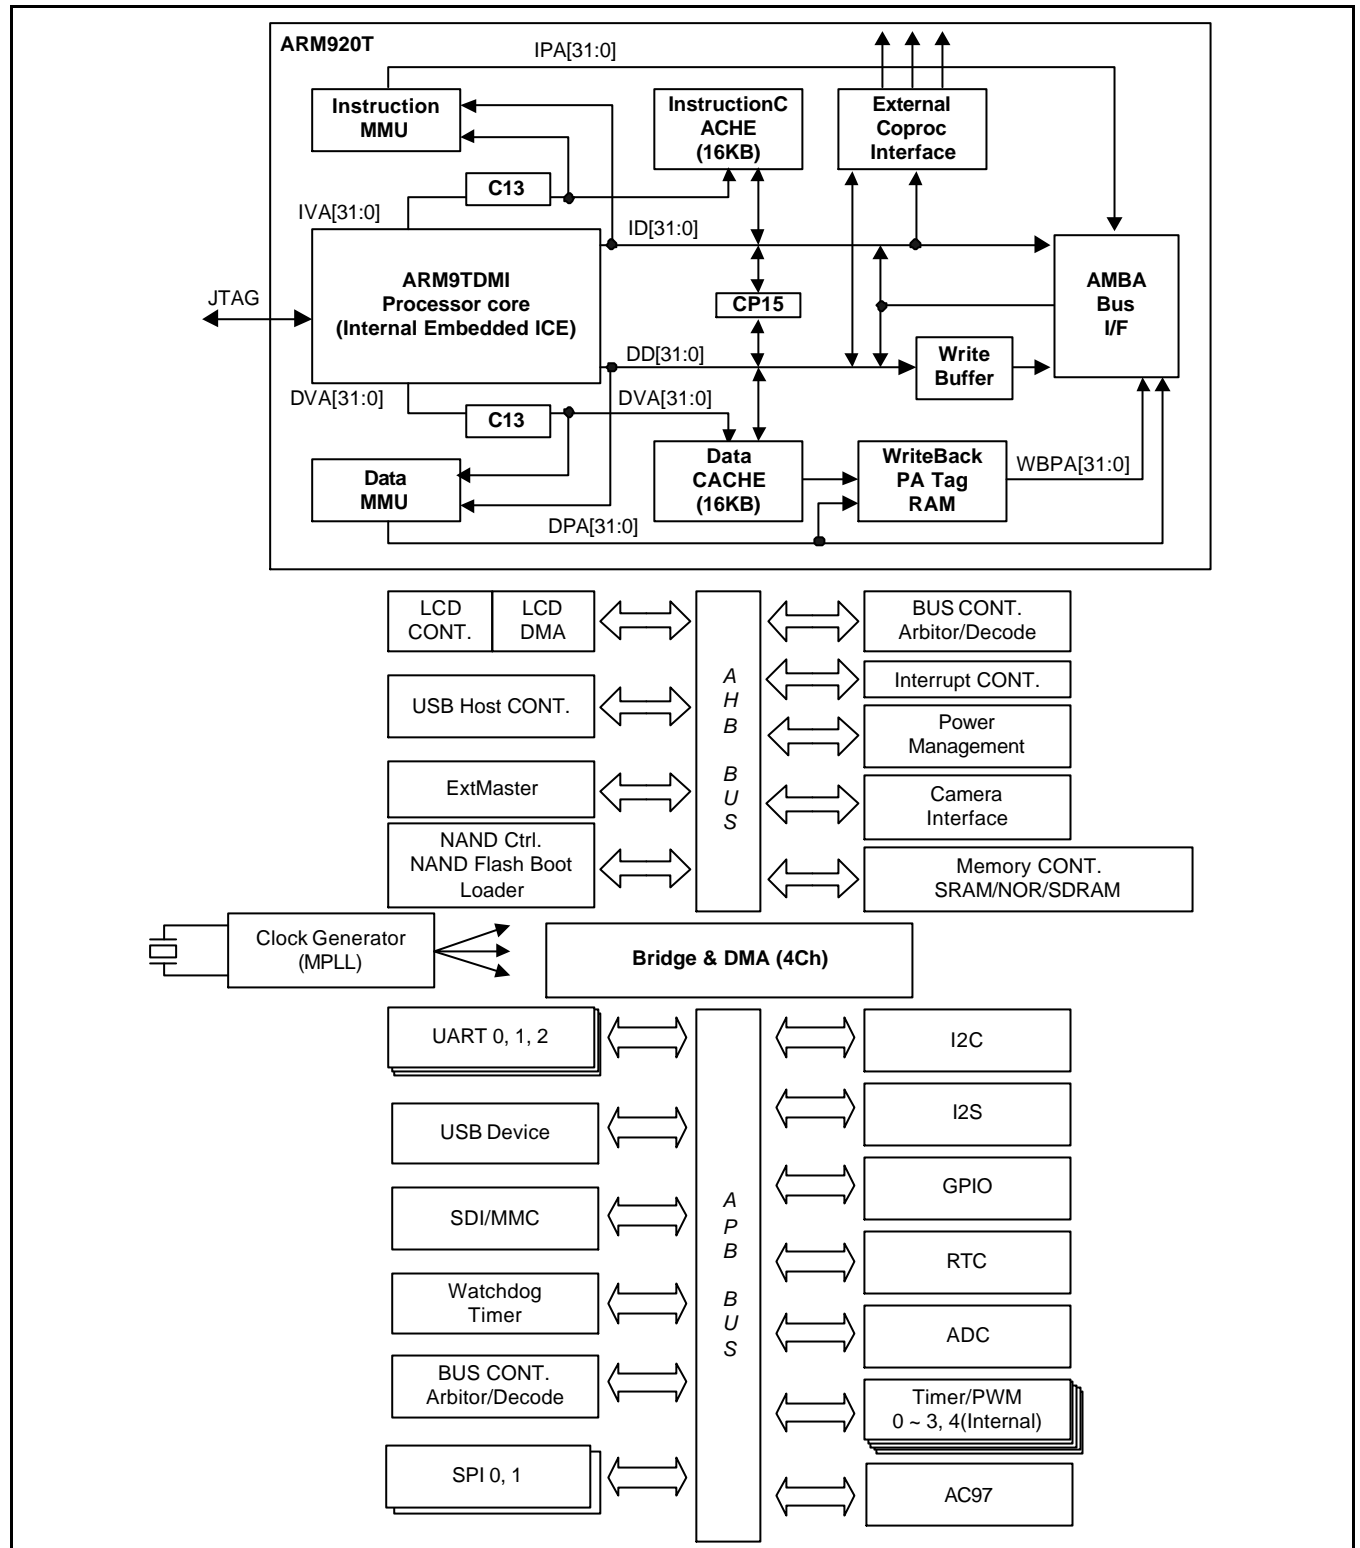 ARM920T
IPA[31:0]
Instruction
MMU
InstructionC
ACHE
(16KB)
External
Coproc
Interface
C13
IVA[31:0]
ID[31:0]
ARM9TDMI
Processor core
(Internal Embedded ICE)
JTAG
CP15
AMBA
Bus
I/F
DD[31:0]
Write
Buffer
DVA[31:0]
C13
DVA[31:0]
Data
MMU
Data
CACHE
(16KB)
WriteBack
PA Tag
RAM
WBPA[31:0]
DPA[31:0]
LCD
CONT.
LCD
DMA
BUS CONT.
Arbitor/Decode
USB Host CONT.
Interrupt CONT.
Power
Management
ExtMaster
Camera
Interface
NAND Ctrl.
NAND Flash Boot
Loader
Memory CONT.
SRAM/NOR/SDRAM
A
H
B
B
U
S
Clock Generator
(MPLL)
Bridge & DMA (4Ch)
UART 0, 1, 2
I2C
USB Device
I2S
SDI/MMC
GPIO
Watchdog
Timer
RTC
BUS CONT.
Arbitor/Decode
ADC
SPI 0, 1
Timer/PWM
0 ~ 3, 4(Internal)
AC97
A
P
B
B
U
S